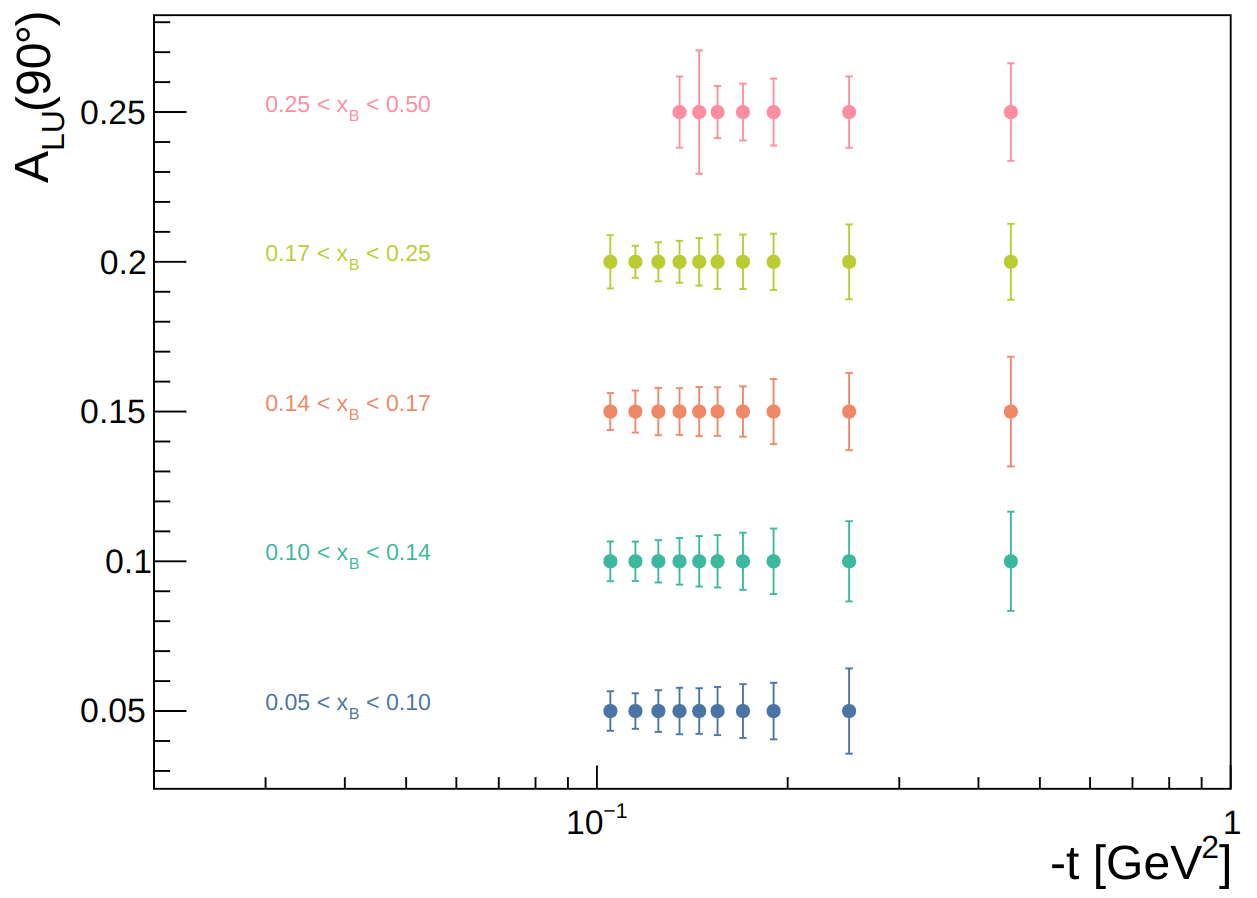 A_LU(90°)
0.25
0.25 < x_B < 0.50
0.2
0.17 < x_B < 0.25
0.15
0.14 < x_B < 0.17
0.1
0.10 < x_B < 0.14
0.05
0.05 < x_B < 0.10
10⁻¹
1
-t [GeV²]